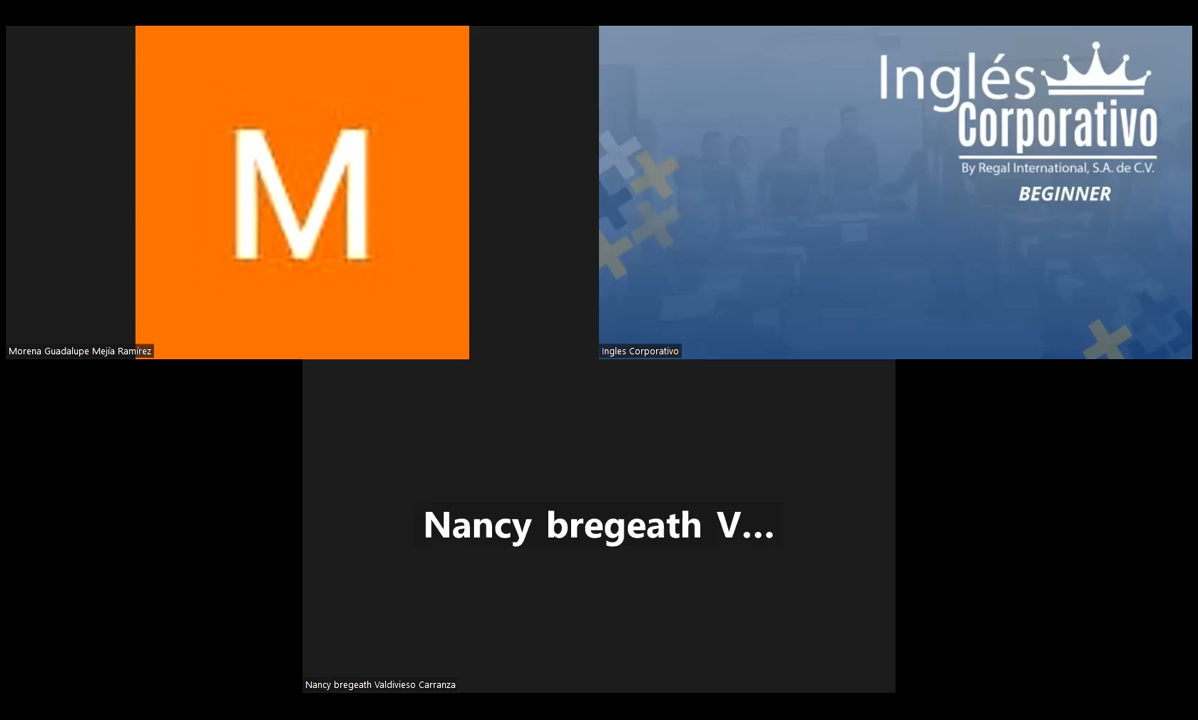 M
Morena Guadalupe Mejía Ramírez
Inglés
Corporativo
By Regal International, S.A. de C.V.
BEGINNER
Ingles Corporativo
Nancy bregeath V...
Nancy bregeath Valdivieso Carranza